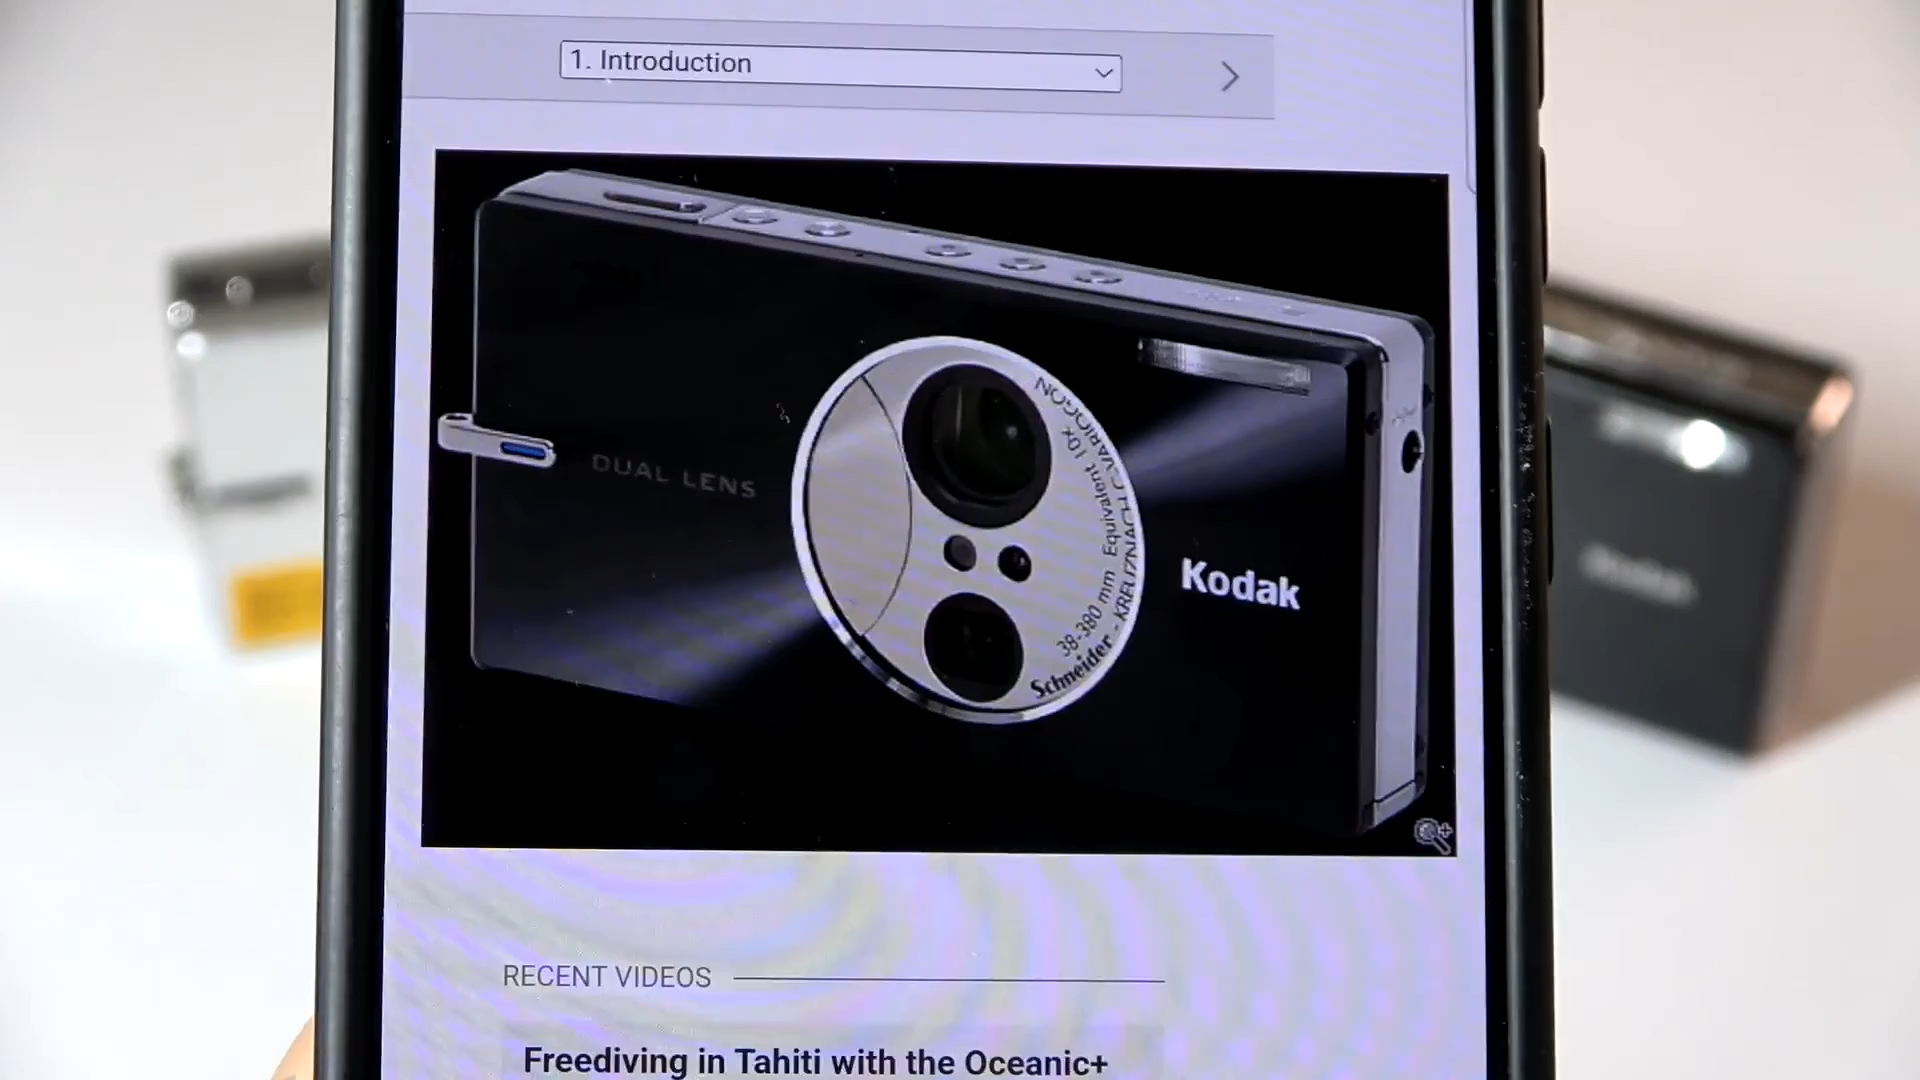 1. Introduction
DUAL LENS
Schneider - KREUZNACH C-VARIOGON
38-380 mm Equivalent 10x
Kodak
RECENT VIDEOS
Freediving in Tahiti with the Oceanic+